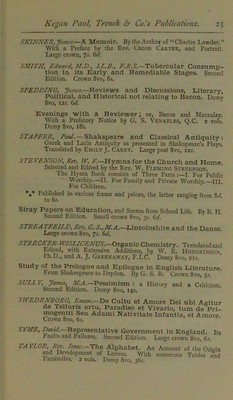 Kegan Paul, Trench & Co.'s Publications. 25
SKINNER, James.—A Memoir. By the Author of "Charles Lowder."
With a Preface by the Rev. Canon CARTER, and Portrait.
Large crown, 7s. 6d.
SMITH, Edward, M.D., LL.B., F.R.S.—Tubercular Consump-
tion in its Early and Remediable Stages. Second
Edition. Crown 8vo, 6s.
SPEDDING, James.—Reviews and Discussions, Literary,
Political, and Historical not relating to Bacon. Demy
8vo, 12s. 6d.
Evenings with a Reviewer; or, Bacon and Macaulay.
With a Prefatory Notice by G. S. VENABLES, Q.C. 2 vols.
Demy 8vo, 18s.
STAPFER, Paul.—Shakspeare and Classical Antiquity:
Greek and Latin Antiquity as presented in Shakspeare's Plays.
Translated by EMILY J. CAREY. Large post 8vo, 12s.
STEVENSON, Rev. W. F.—Hymns for the Church and Home.
Selected and Edited by the Rev. W. FLEMING STEVENSON.
The Hymn Book consists of Three Parts:—I. For Public
Worship.—II. For Family and Private Worship.—III.
For Children.
*** Published in various forms and prices, the latter ranging from 8d.
to 6s.
Stray Papers on Education, and Scenes from School Life. By B. H.
Second Edition. Small crown 8vo, 3s. 6d.
STREATFEILD, Rev. G. S., M.A.—Lincolnshire and the Danes.
Large crown 8vo, 7s. 6d.
STRECKER-WISLICENUS.—Organic Chemistry. Translated and
Edited, with Extensive Additions, by W. R. HODGKINSON,
Ph.D., and A. J. GREENAWAY, F.I.C. Demy 8vo, 21s.
Study of the Prologue and Epilogue in English Literature.
From Shakespeare to Dryden. By G. S. B. Crown 8vo, 5s.
SULLY, James, M.A.—Pessimism: a History and a Criticism.
Second Edition. Demy 8vo, 14s.
SWEDENBORG, Eman.—De Cultu et Amore Dei ubi Agitur
de Telluris ortu, Paradiso et Vivario, tum de Pri-
mogeniti Seu Adami Nativitate Infantia, et Amore.
Crown 8vo, 6s.
SYME, David.—Representative Government in England. Its
Faults and Failures. Second Edition. Large crown 8vo, 6s.
TAYLOR, Rev. Isaac.—The Alphabet. An Account of the Origin
and Development of Letters. With numerous Tables and
Facsimiles. 2 vols. Demy 8vo, 36s.